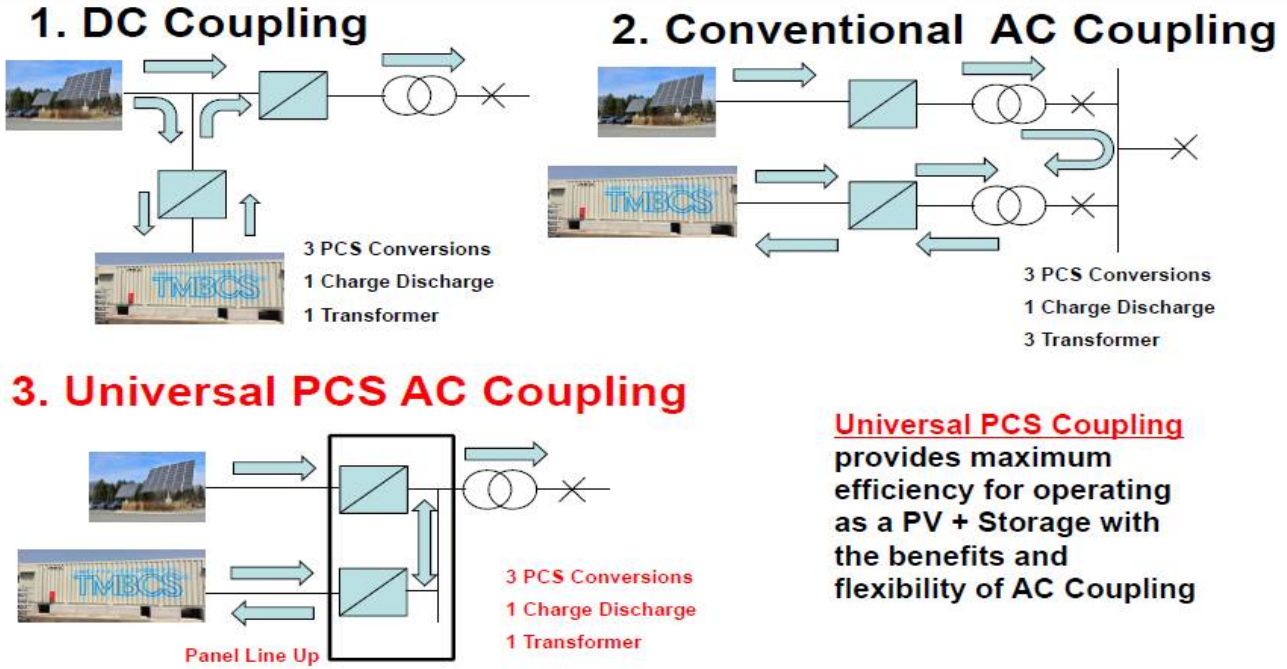 1. DC Coupling
TMBCS
3 PCS Conversions
1 Charge Discharge
1 Transformer
2. Conventional AC Coupling
TMBCS
3 PCS Conversions
1 Charge Discharge
3 Transformer
3. Universal PCS AC Coupling
TMBCS
Panel Line Up
3 PCS Conversions
1 Charge Discharge
1 Transformer
Universal PCS Coupling
provides maximum
efficiency for operating
as a PV + Storage with
the benefits and
flexibility of AC Coupling